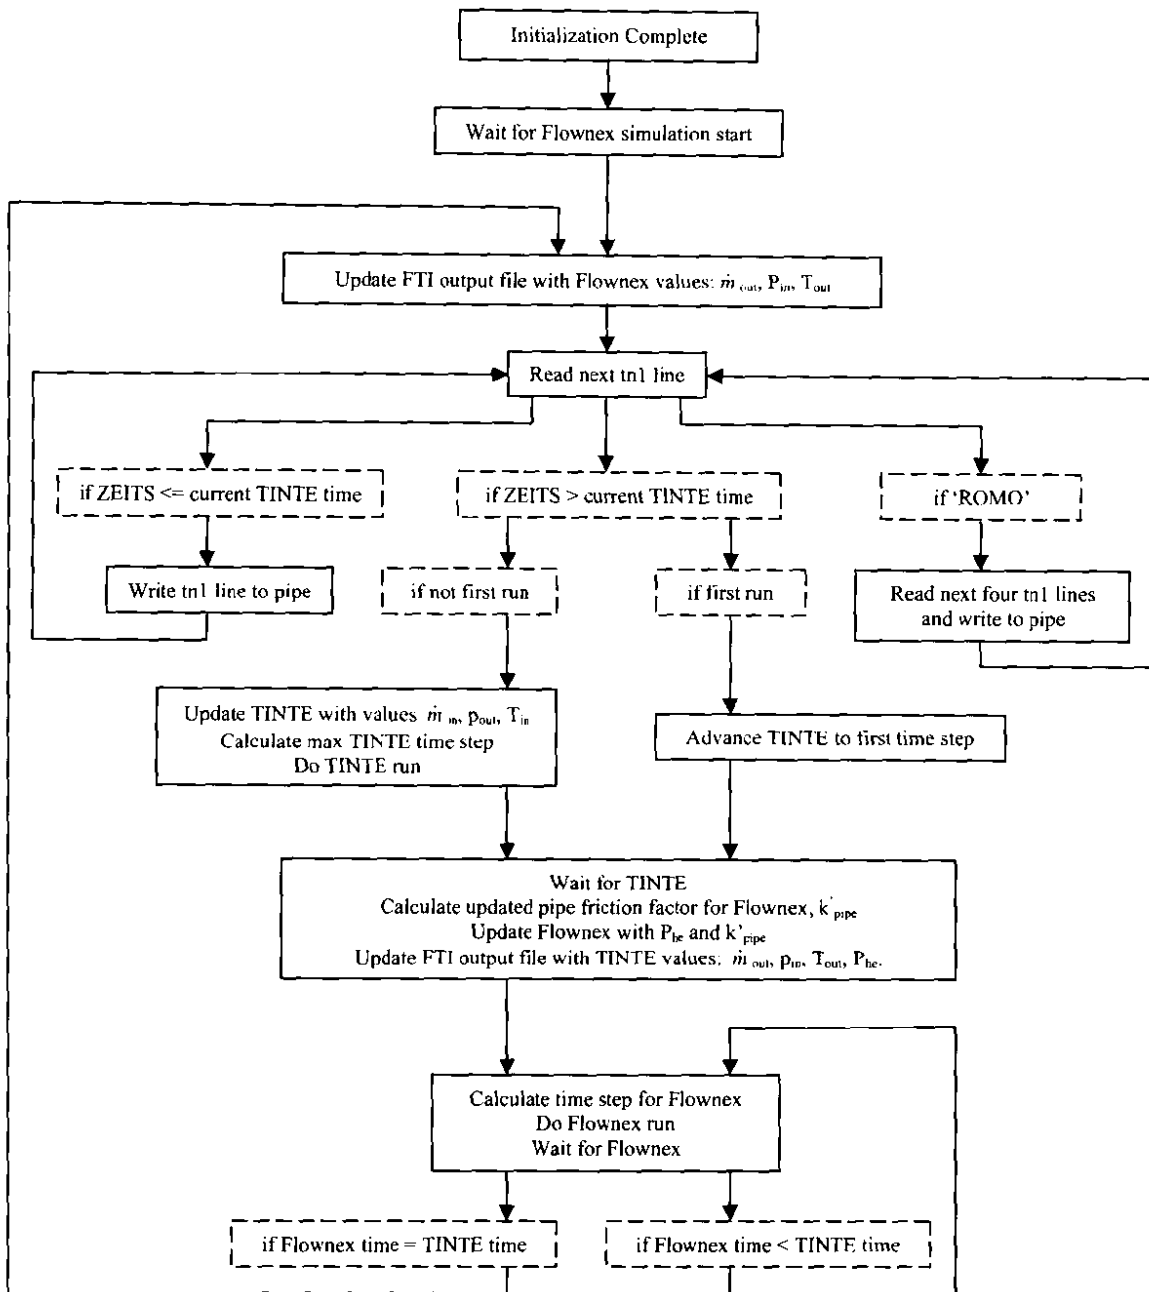 Initialization Complete
Wait for Flownex simulation start
Update FTI output file with Flownex values: ṁ out, Pin, Tout
Read next tn1 line
if ZEITS <= current TINTE time
if ZEITS > current TINTE time
if 'ROMO'
Write tn1 line to pipe
if not first run
if first run
Read next four tn1 lines
and write to pipe
Update TINTE with values ṁ in, pout, Tin
Calculate max TINTE time step
Do TINTE run
Advance TINTE to first time step
Wait for TINTE
Calculate updated pipe friction factor for Flownex, k'pipe
Update Flownex with Phe and k'pipe
Update FTI output file with TINTE values: ṁ out, pin, Tout, Phe.
Calculate time step for Flownex
Do Flownex run
Wait for Flownex
if Flownex time = TINTE time
if Flownex time < TINTE time